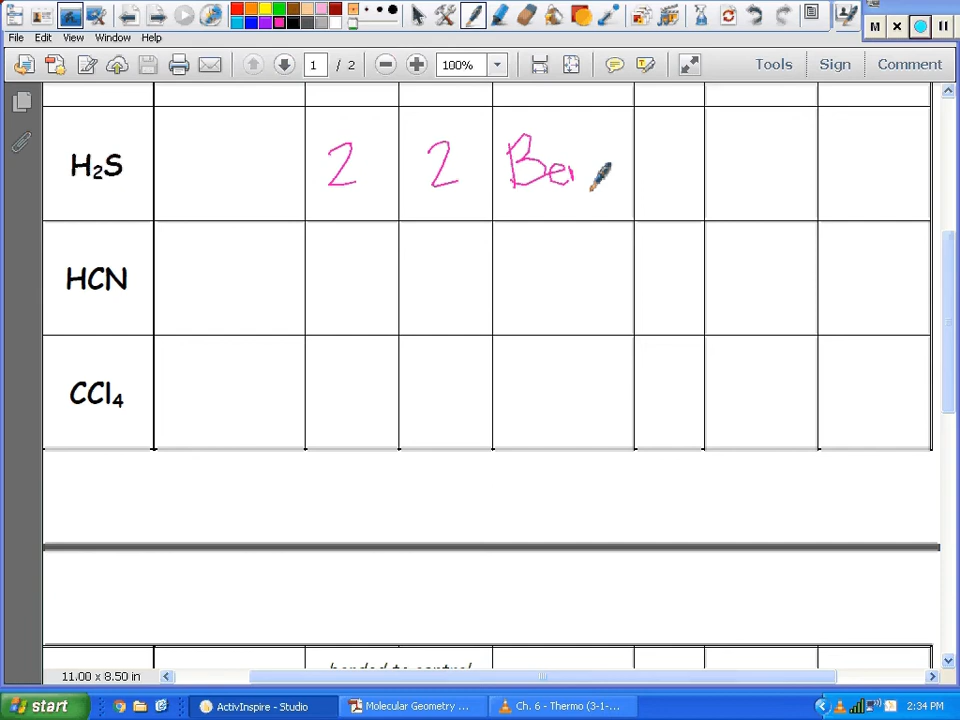 M
File Edit View Window Help
1 / 2 100% Tools Sign Comment
H₂S 2 2 Ben
HCN
CCl₄
11.00 x 8.50 in
start ActivInspire - Studio Molecular Geometry ... Ch. 6 - Thermo (3-1-... 2:34 PM